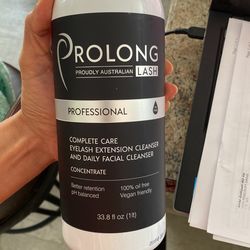 PROLONG
PROUDLY AUSTRALIAN LASH
PROFESSIONAL
COMPLETE CARE
EYELASH EXTENSION CLEANSER
AND DAILY FACIAL CLEANSER
CONCENTRATE
Better retention 100% oil free
pH balanced Vegan friendly
33.8 fl oz (1lt)